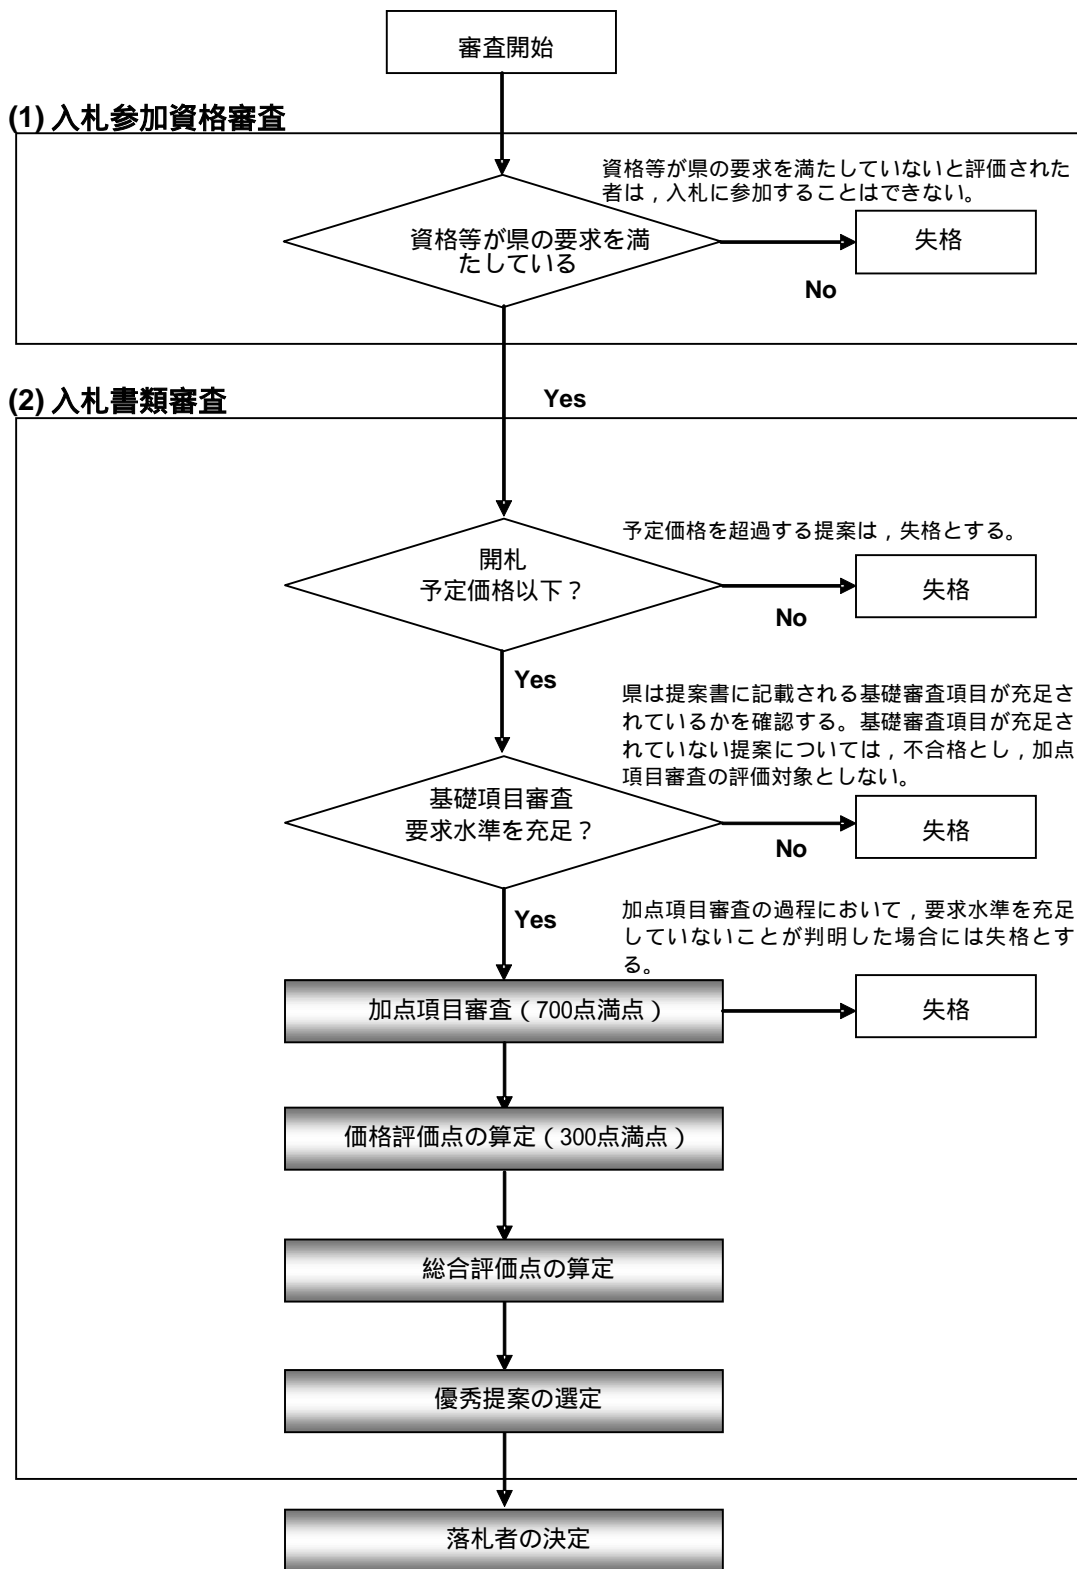 審査開始
(1) 入札参加資格審査
資格等が県の要求を満たしていないと評価された
者は，入札に参加することはできない。
資格等が県の要求を満
たしている
失格
No
(2) 入札書類審査
Yes
予定価格を超過する提案は，失格とする。
開札
予定価格以下？
失格
No
Yes
県は提案書に記載される基礎審査項目が充足さ
れているかを確認する。基礎審査項目が充足さ
れていない提案については，不合格とし，加点
項目審査の評価対象としない。
基礎項目審査
要求水準を充足？
失格
No
Yes
加点項目審査の過程において，要求水準を充足
していないことが判明した場合には失格とす
る。
加点項目審査（700点満点）
失格
価格評価点の算定（300点満点）
総合評価点の算定
優秀提案の選定
落札者の決定